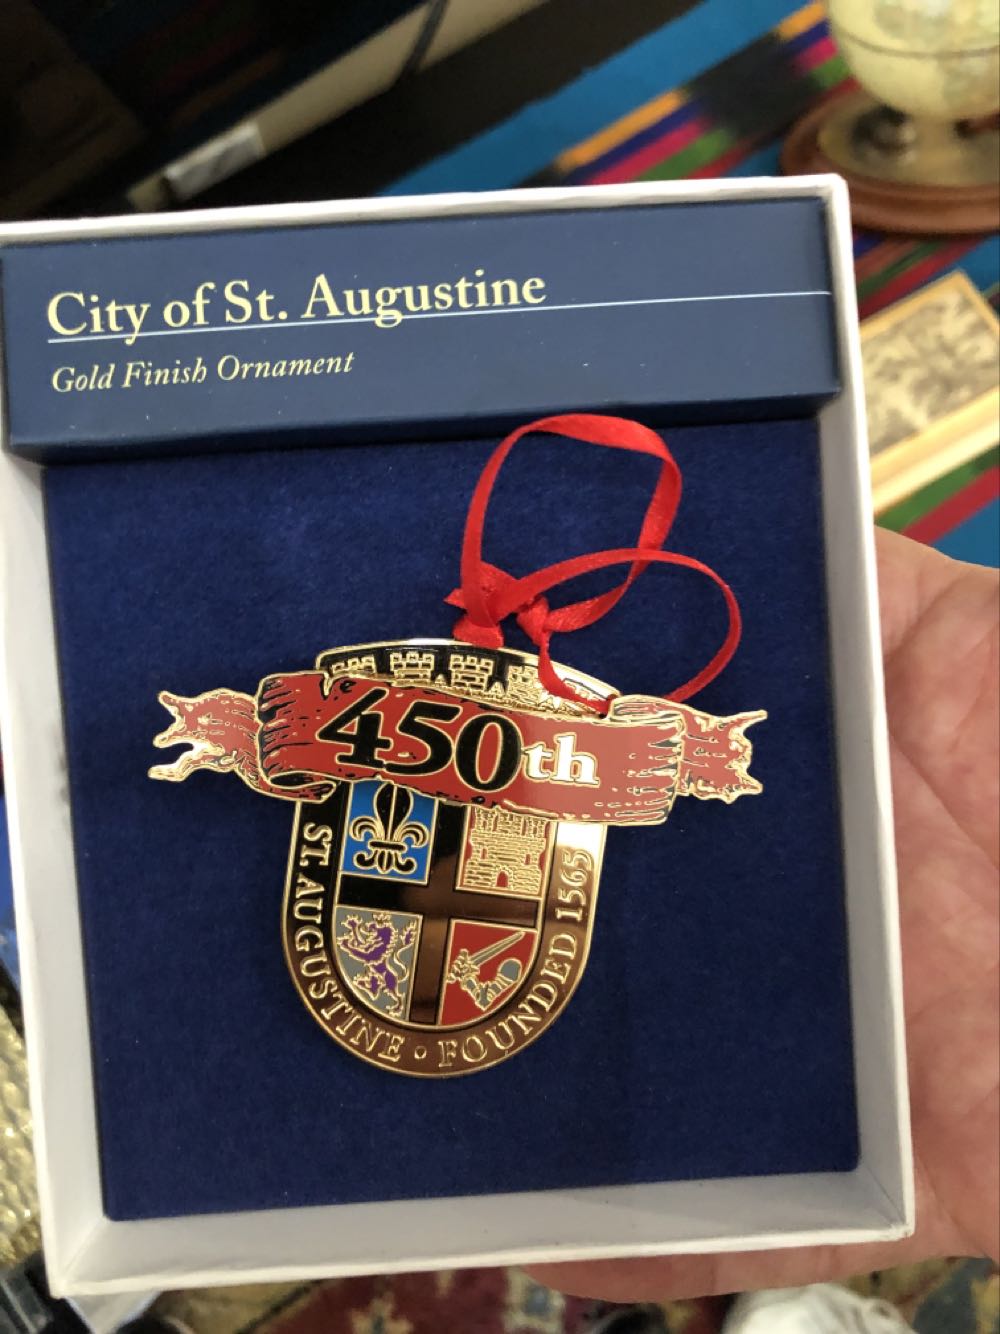 City of St. Augustine
Gold Finish Ornament
450th
ST. AUGUSTINE • FOUNDED 1565